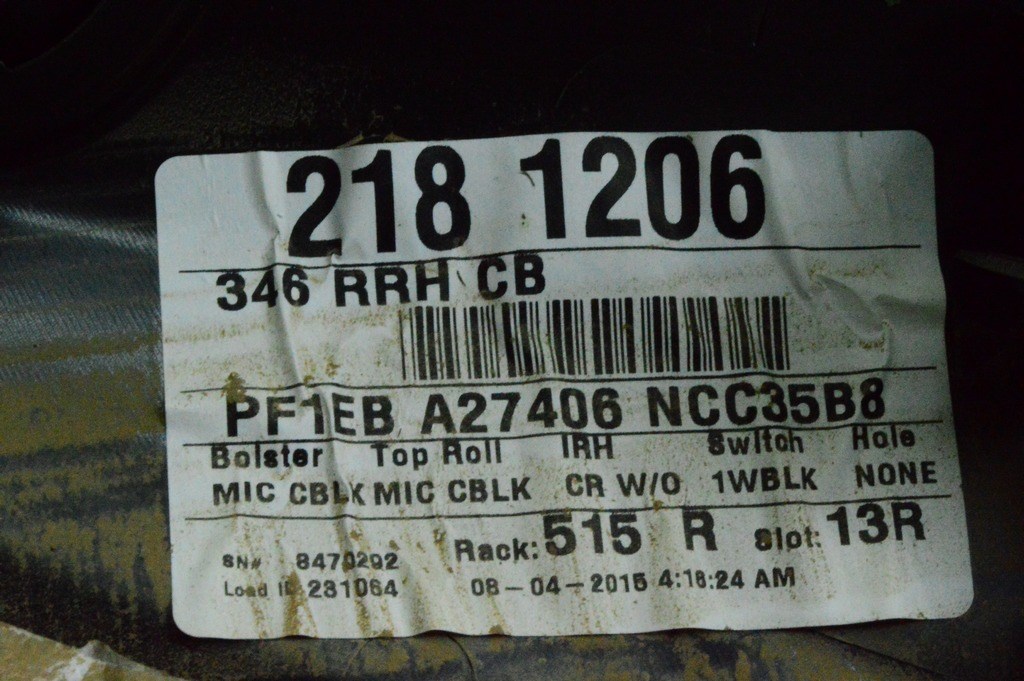 218 1206
346 RRH CB
PF1EB A27406 NCC35B8
Bolster Top Roll IRH Switch Hole
MIC CBLK MIC CBLK CR W/O 1WBLK NONE
Rack: 515 R Slot: 13R
SN# 8470292
Load ID 231064 08-04-2015 4:18:24 AM